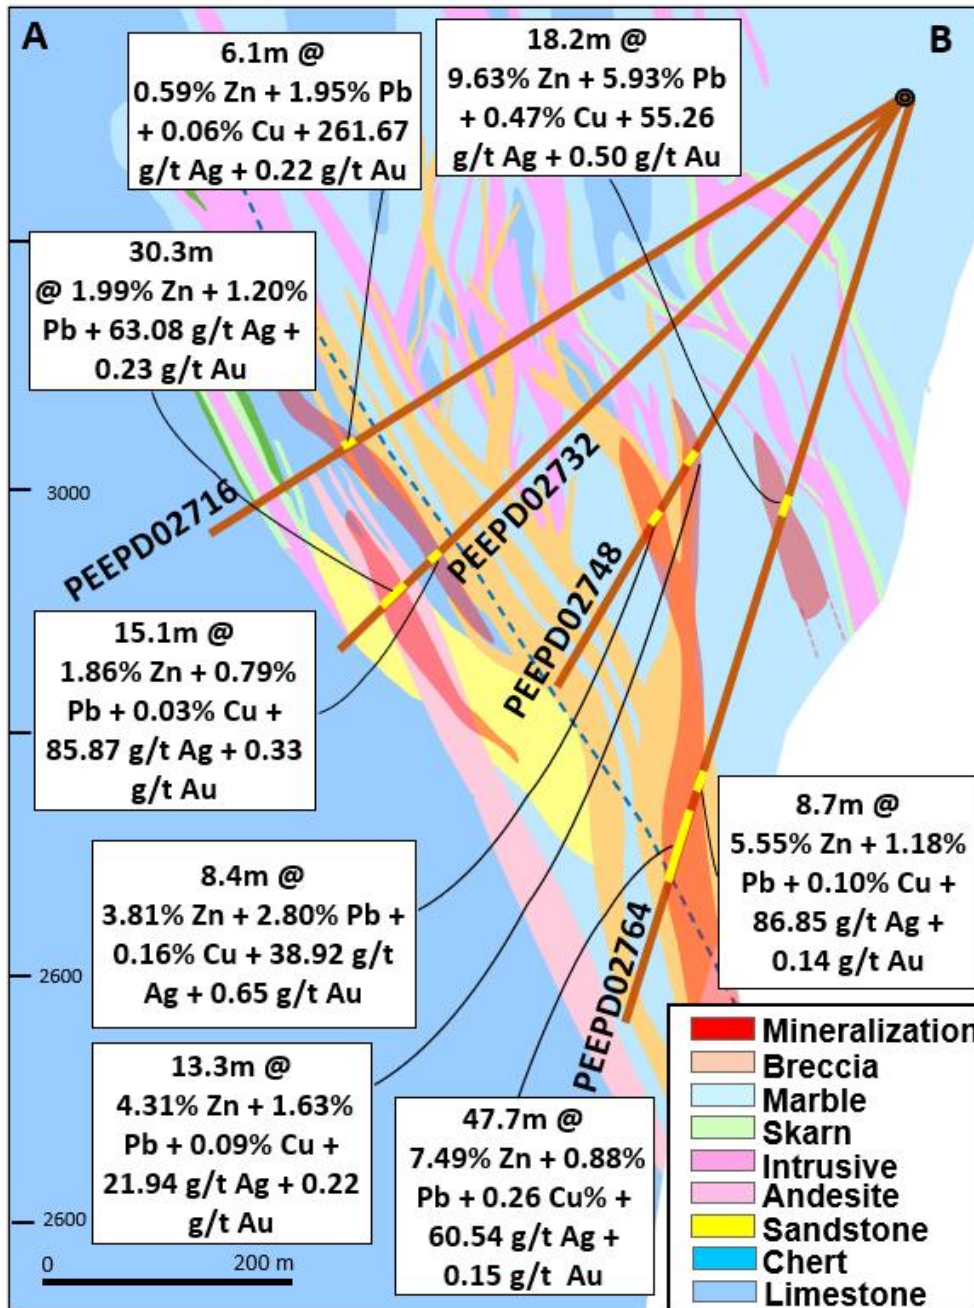 A
B
6.1m @
0.59% Zn + 1.95% Pb
+ 0.06% Cu + 261.67
g/t Ag + 0.22 g/t Au
18.2m @
9.63% Zn + 5.93% Pb
+ 0.47% Cu + 55.26
g/t Ag + 0.50 g/t Au
30.3m
@ 1.99% Zn + 1.20%
Pb + 63.08 g/t Ag +
0.23 g/t Au
3000
PEEPD02716
PEEPD02732
PEEPD02748
PEEPD02764
15.1m @
1.86% Zn + 0.79%
Pb + 0.03% Cu +
85.87 g/t Ag + 0.33
g/t Au
8.4m @
3.81% Zn + 2.80% Pb +
0.16% Cu + 38.92 g/t
Ag + 0.65 g/t Au
8.7m @
5.55% Zn + 1.18%
Pb + 0.10% Cu +
86.85 g/t Ag +
0.14 g/t Au
2600
13.3m @
4.31% Zn + 1.63%
Pb + 0.09% Cu +
21.94 g/t Ag + 0.22
g/t Au
47.7m @
7.49% Zn + 0.88%
Pb + 0.26 Cu% +
60.54 g/t Ag +
0.15 g/t Au
Mineralization
Breccia
Marble
Skarn
Intrusive
Andesite
Sandstone
Chert
Limestone
2600
0 200 m